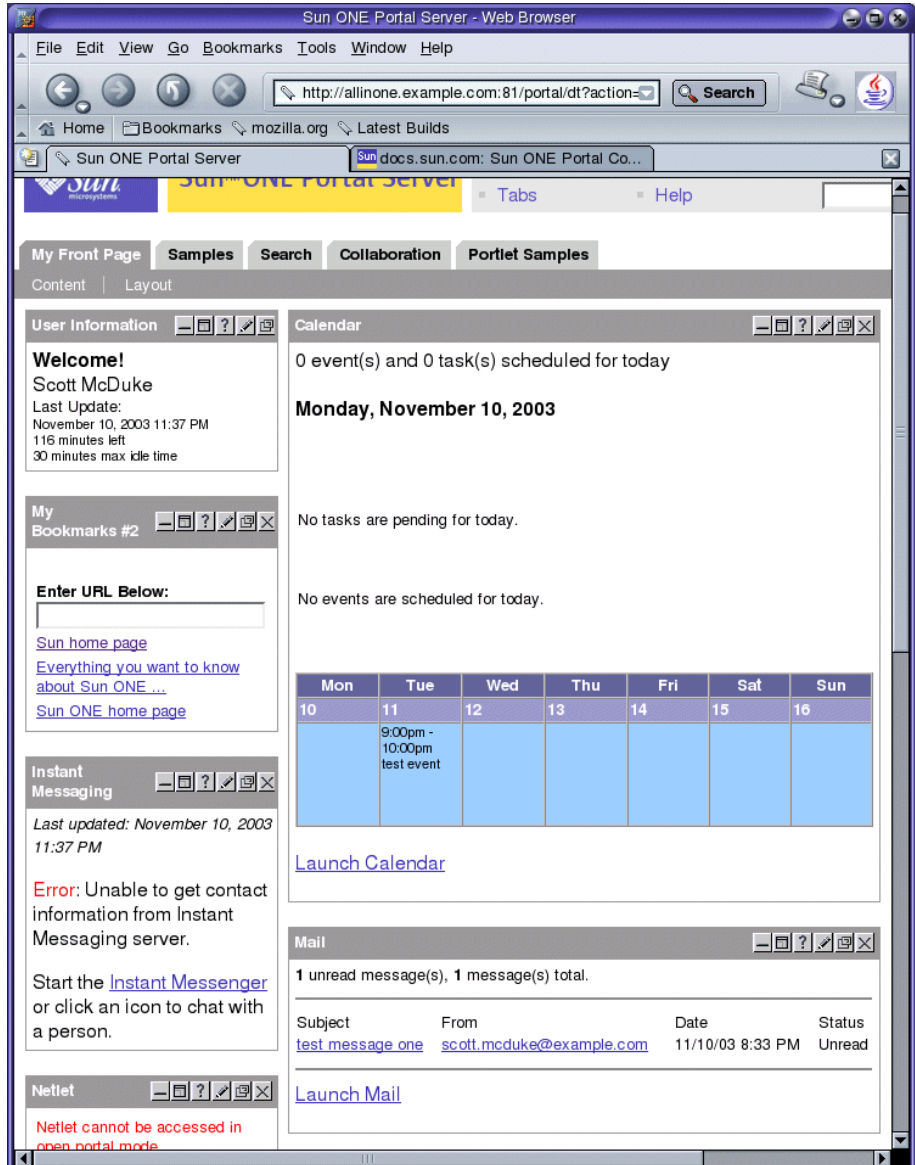 Sun ONE Portal Server - Web Browser
File Edit View Go Bookmarks Tools Window Help
http://allinone.example.com:81/portal/dt?action=
Search
Home Bookmarks mozilla.org Latest Builds
Sun ONE Portal Server
Sun docs.sun.com: Sun ONE Portal Co...
Sun
microsystems
Sun™ ONE Portal Server
Tabs
Help
My Front Page Samples Search Collaboration Portlet Samples
Content Layout
User Information
Welcome!
Scott McDuke
Last Update:
November 10, 2003 11:37 PM
116 minutes left
30 minutes max idle time
My
Bookmarks #2
Enter URL Below:
Sun home page
Everything you want to know
about Sun ONE ...
Sun ONE home page
Instant
Messaging
Last updated: November 10, 2003
11:37 PM
Error: Unable to get contact
information from Instant
Messaging server.
Start the Instant Messenger
or click an icon to chat with
a person.
Netlet
Netlet cannot be accessed in
open portal mode
Calendar
0 event(s) and 0 task(s) scheduled for today
Monday, November 10, 2003
No tasks are pending for today.
No events are scheduled for today.
Mon Tue Wed Thu Fri Sat Sun
10 11 12 13 14 15 16
9:00pm -
10:00pm
test event
Launch Calendar
Mail
1 unread message(s), 1 message(s) total.
Subject From Date Status
test message one scott.mcduke@example.com 11/10/03 8:33 PM Unread
Launch Mail